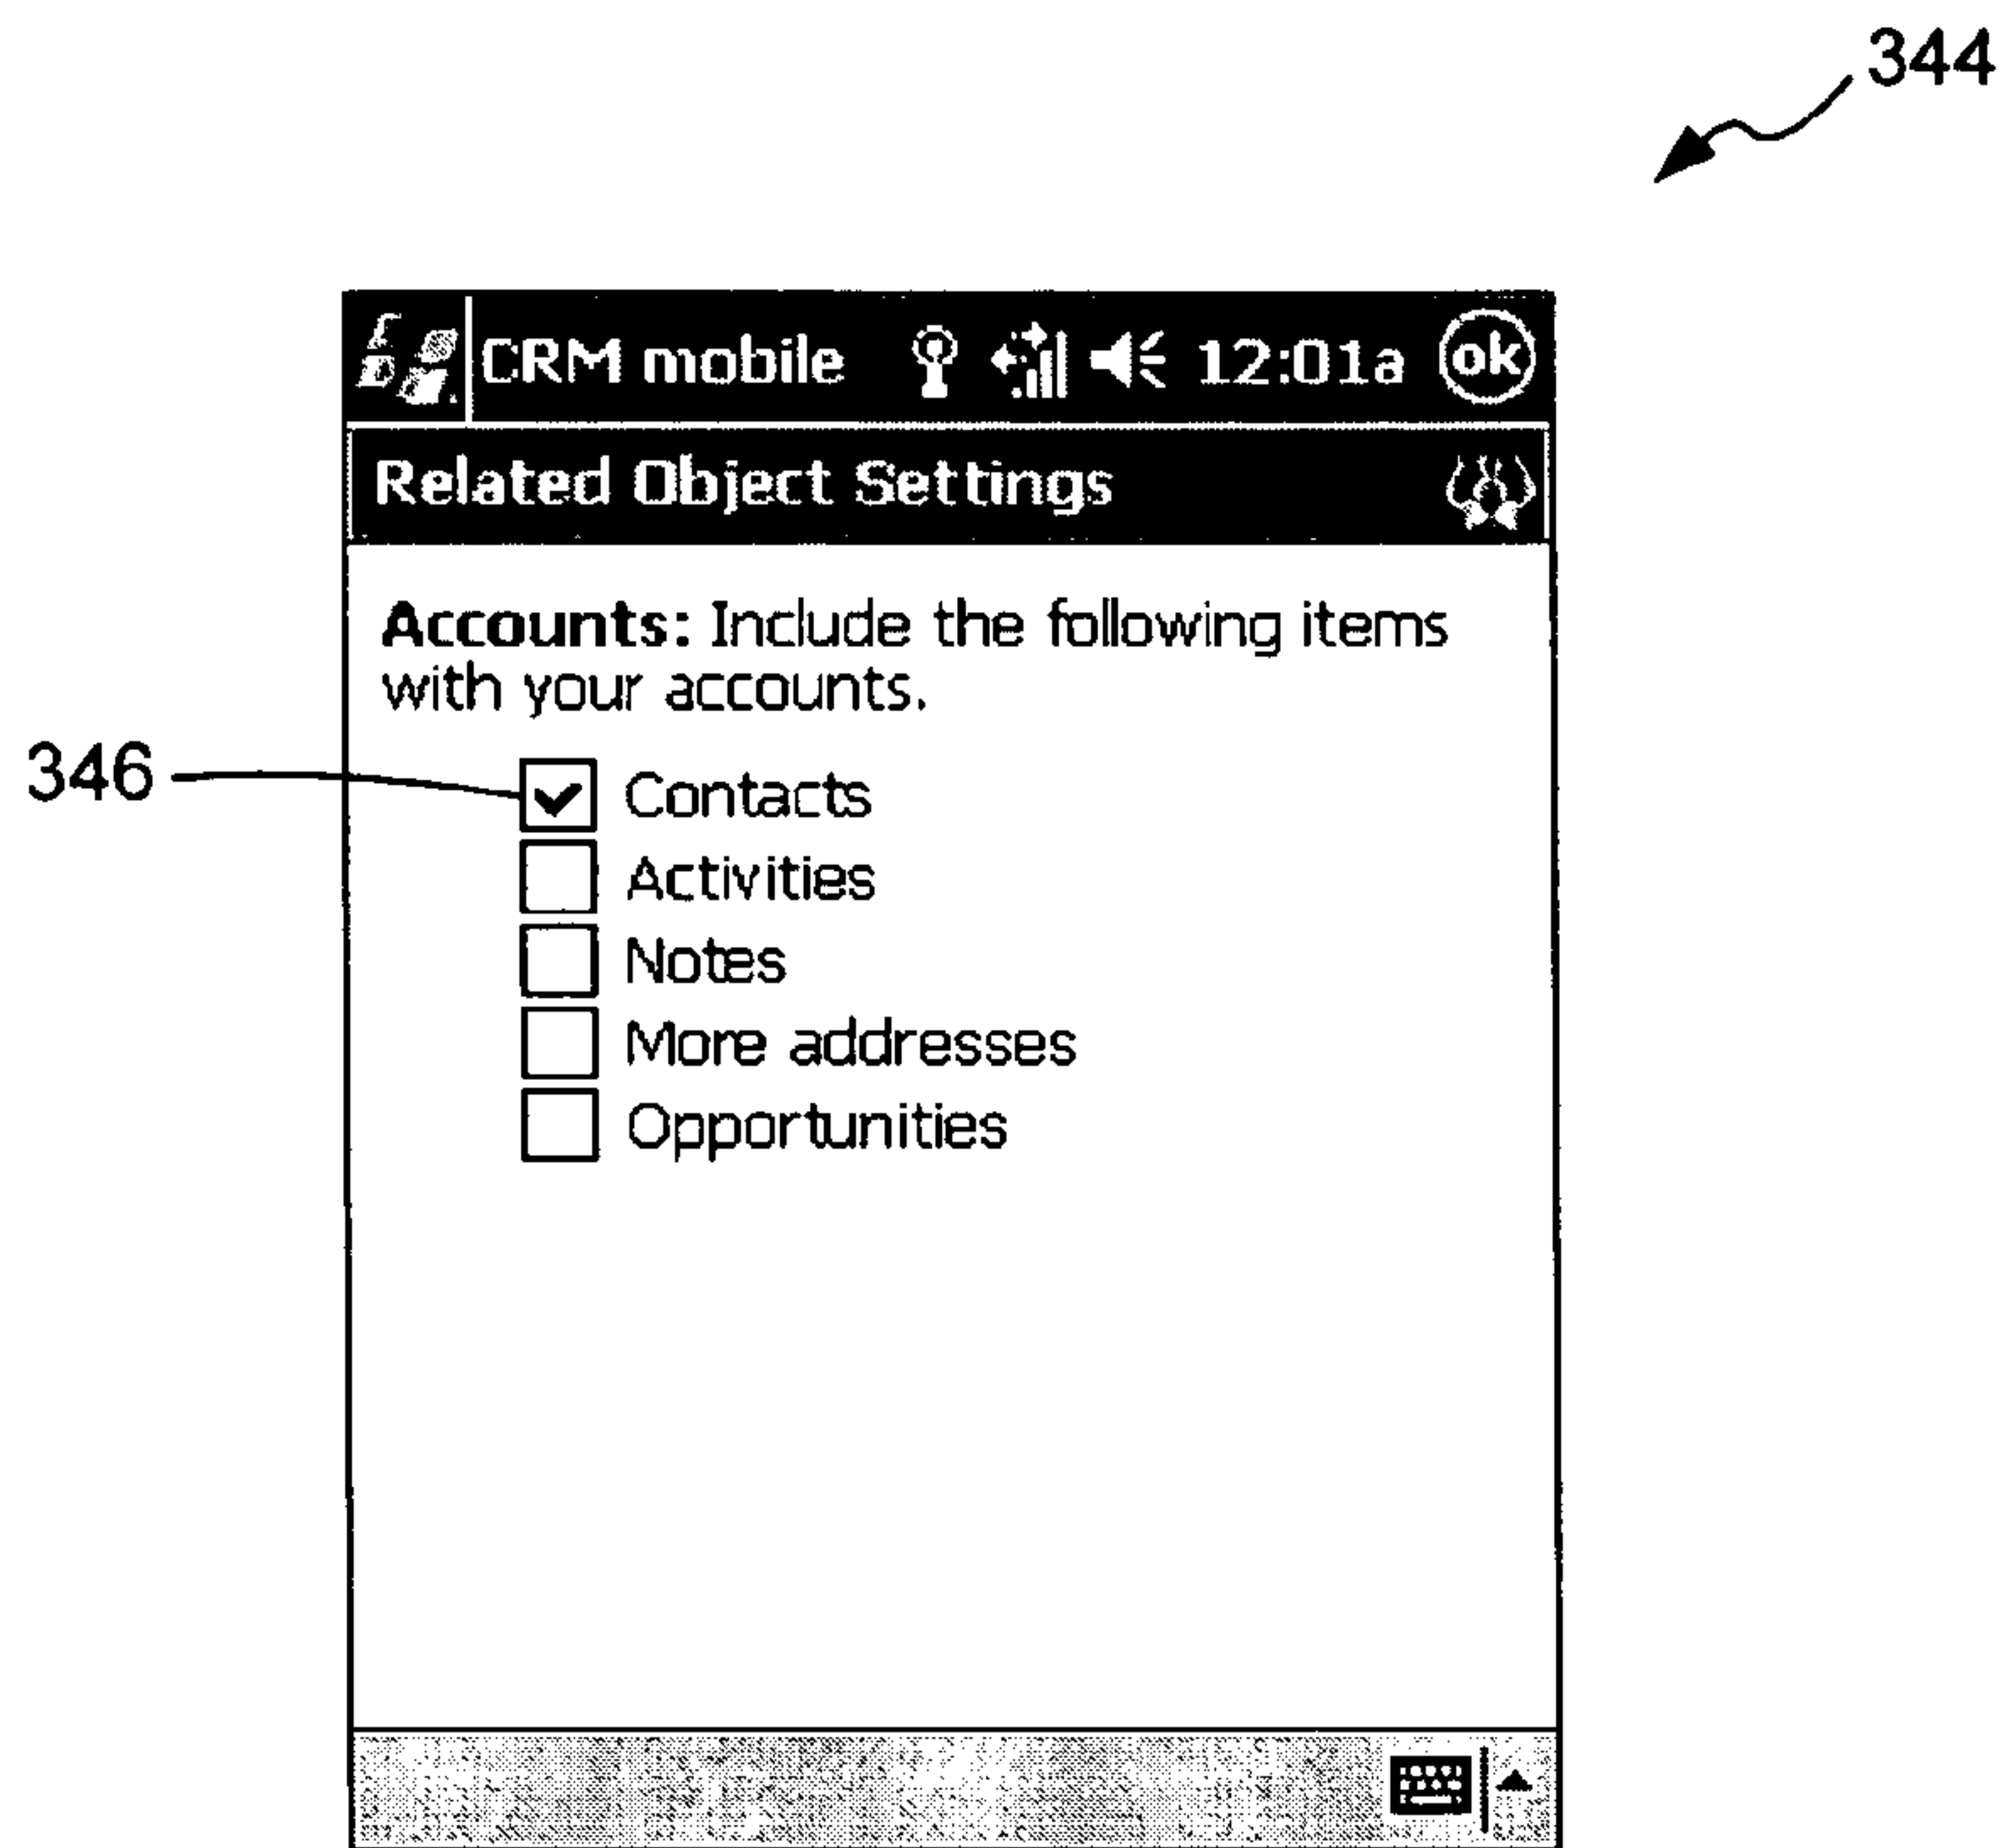 344
CRM mobile 12:01a ok
Related Object Settings
Accounts: Include the following items
with your accounts.
346
Contacts
Activities
Notes
More addresses
Opportunities